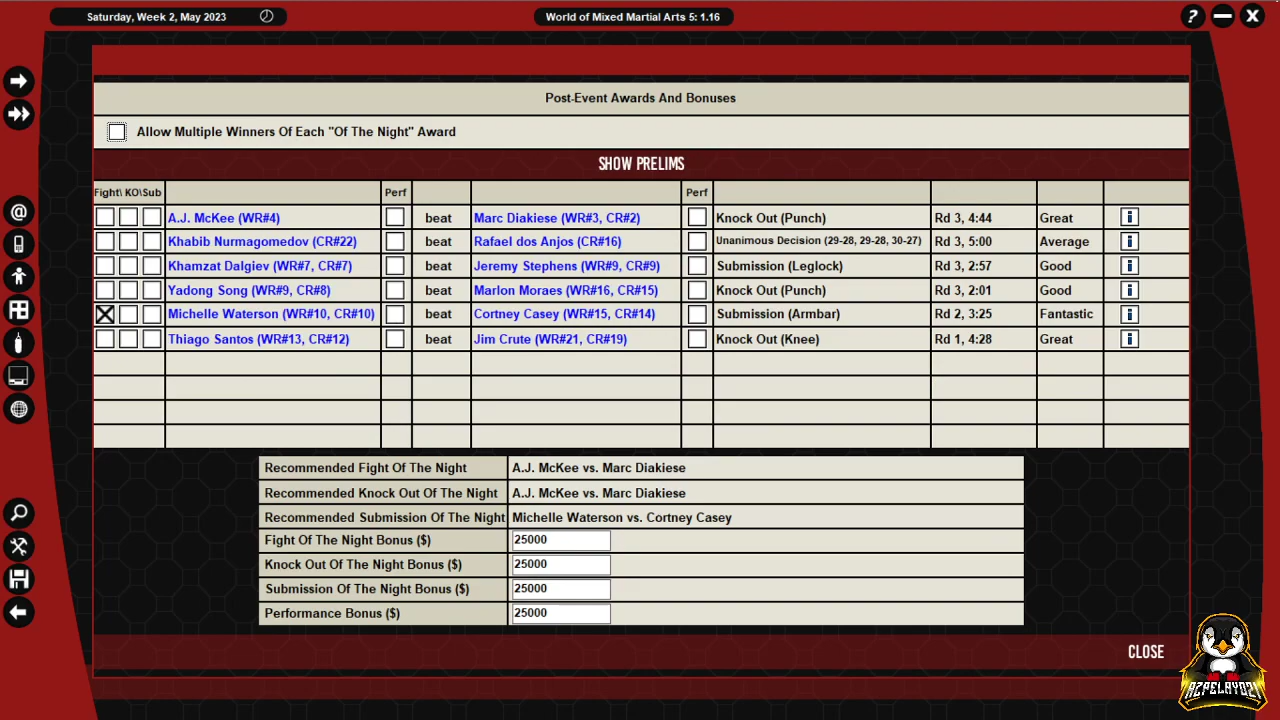 Saturday, Week 2, May 2023
World of Mixed Martial Arts 5: 1.16
?
X
Post-Event Awards And Bonuses
Allow Multiple Winners Of Each "Of The Night" Award
SHOW PRELIMS
Fight\ KO\Sub Perf Perf
A.J. McKee (WR#4) beat Marc Diakiese (WR#3, CR#2) Knock Out (Punch) Rd 3, 4:44 Great i
Khabib Nurmagomedov (CR#22) beat Rafael dos Anjos (CR#16) Unanimous Decision (29-28, 29-28, 30-27) Rd 3, 5:00 Average i
Khamzat Dalgiev (WR#7, CR#7) beat Jeremy Stephens (WR#9, CR#9) Submission (Leglock) Rd 3, 2:57 Good i
Yadong Song (WR#9, CR#8) beat Marlon Moraes (WR#16, CR#15) Knock Out (Punch) Rd 3, 2:01 Good i
Michelle Waterson (WR#10, CR#10) beat Cortney Casey (WR#15, CR#14) Submission (Armbar) Rd 2, 3:25 Fantastic i
Thiago Santos (WR#13, CR#12) beat Jim Crute (WR#21, CR#19) Knock Out (Knee) Rd 1, 4:28 Great i
Recommended Fight Of The Night A.J. McKee vs. Marc Diakiese
Recommended Knock Out Of The Night A.J. McKee vs. Marc Diakiese
Recommended Submission Of The Night Michelle Waterson vs. Cortney Casey
Fight Of The Night Bonus ($) 25000
Knock Out Of The Night Bonus ($) 25000
Submission Of The Night Bonus ($) 25000
Performance Bonus ($) 25000
CLOSE
AZPELAYO21